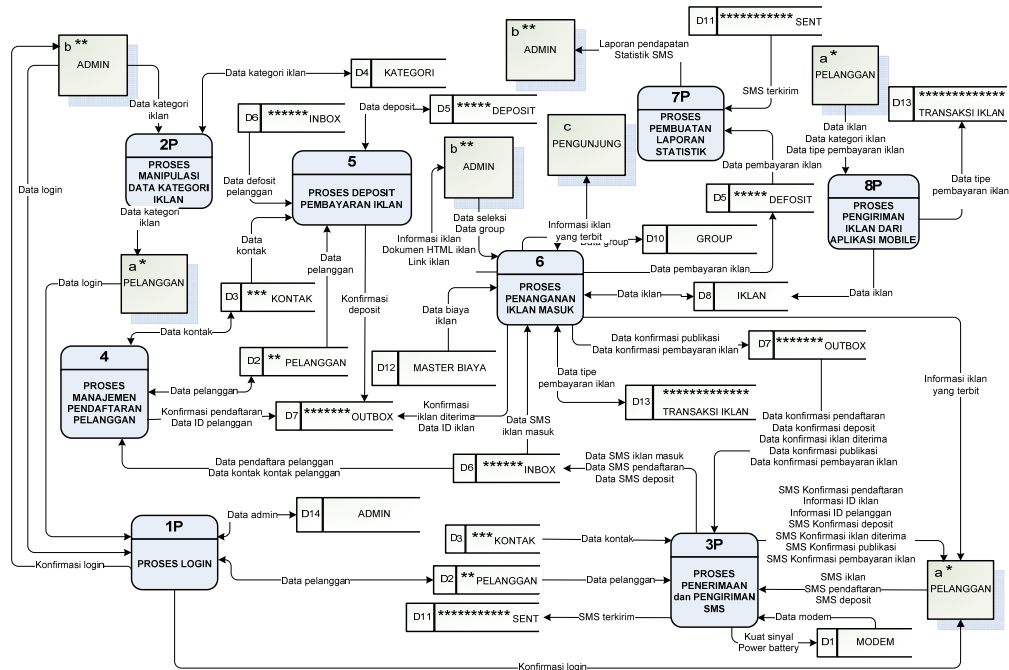 D11 *********** SENT
b **
ADMIN
b **
ADMIN
Laporan pendapatan
Statistik SMS
a *
PELANGGAN
Data kategori iklan
D4 KATEGORI
SMS terkirim
7P
PROSES
PEMBUATAN
LAPORAN
STATISTIK
D13 *************
TRANSAKSI IKLAN
Data kategori
iklan
D6 ****** INBOX
Data deposit
D5 ***** DEPOSIT
c
PENGUNJUNG
Data iklan
Data kategori iklan
Data tipe pembayaran iklan
2P
PROSES
MANIPULASI
DATA KATEGORI
IKLAN
5
PROSES DEPOSIT
PEMBAYARAN IKLAN
b **
ADMIN
Data pembayaran iklan
Data tipe
pembayaran iklan
Data login
Data defosit
pelanggan
D5 ***** DEFOSIT
8P
PROSES
PENGIRIMAN
IKLAN DARI
APLIKASI MOBILE
Data kategori
iklan
Data seleksi
Data group
Informasi iklan
yang terbit
Data group
D10 GROUP
Data
kontak
Data
pelanggan
Informasi iklan
Dokumen HTML iklan
Link iklan
6
PROSES
PENANGANAN
IKLAN MASUK
Data pembayaran iklan
a *
PELANGGAN
Data login
D3 *** KONTAK
Konfirmasi
deposit
Data iklan
D8 IKLAN
Data iklan
Data biaya
iklan
Data kontak
4
PROSES
MANAJEMEN
PENDAFTARAN
PELANGGAN
D2 ** PELANGGAN
D12 MASTER BIAYA
Data konfirmasi publikasi
Data konfirmasi pembayaran iklan
D7 ******* OUTBOX
Data tipe
pembayaran iklan
Informasi iklan
yang terbit
Data pelanggan
Konfirmasi pendaftaran
Data ID pelanggan
D7 ******* OUTBOX
Konfirmasi
iklan diterima
Data ID iklan
D13 *************
TRANSAKSI IKLAN
Data SMS
iklan masuk
Data konfirmasi pendaftaran
Data konfirmasi deposit
Data konfirmasi iklan diterima
Data konfirmasi publikasi
Data konfirmasi pembayaran iklan
Data pendaftara pelanggan
Data kontak kontak pelanggan
D6 ****** INBOX
Data SMS iklan masuk
Data SMS pendaftaran
Data SMS deposit
SMS Konfirmasi pendaftaran
Informasi ID iklan
Informasi ID pelanggan
SMS Konfirmasi deposit
SMS Konfirmasi iklan diterima
SMS Konfirmasi publikasi
SMS Konfirmasi pembayaran iklan
1P
PROSES LOGIN
Data admin
D14 ADMIN
D3 *** KONTAK
Data kontak
3P
PROSES
PENERIMAAN
dan PENGIRIMAN
SMS
Konfirmasi login
Data pelanggan
D2 ** PELANGGAN
Data pelanggan
SMS iklan
SMS pendaftaran
SMS deposit
a *
PELANGGAN
D11 *********** SENT
SMS terkirim
Data modem
Kuat sinyal
Power battery
D1 MODEM
Konfirmasi login